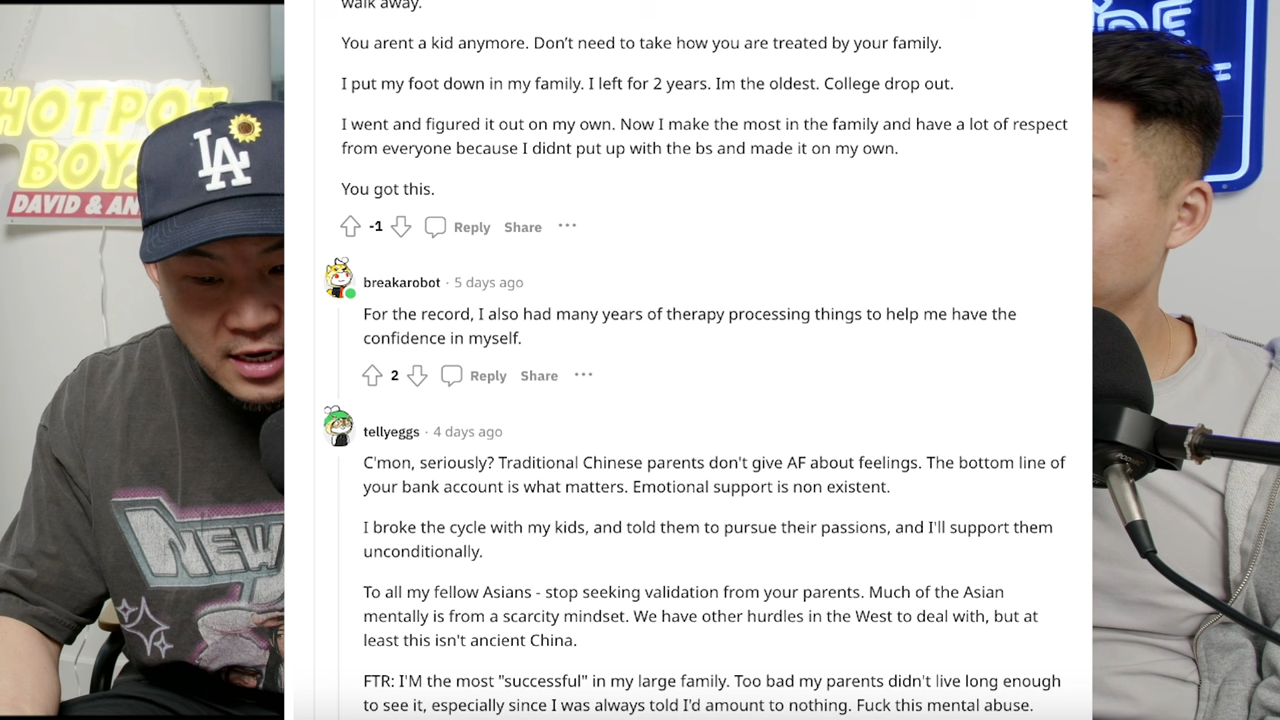 walk away.
You arent a kid anymore. Don't need to take how you are treated by your family.
I put my foot down in my family. I left for 2 years. Im the oldest. College drop out.
I went and figured it out on my own. Now I make the most in the family and have a lot of respect
from everyone because I didnt put up with the bs and made it on my own.
You got this.
-1 Reply Share ···
breakarobot · 5 days ago
For the record, I also had many years of therapy processing things to help me have the
confidence in myself.
2 Reply Share ···
tellyeggs · 4 days ago
C'mon, seriously? Traditional Chinese parents don't give AF about feelings. The bottom line of
your bank account is what matters. Emotional support is non existent.
I broke the cycle with my kids, and told them to pursue their passions, and I'll support them
unconditionally.
To all my fellow Asians - stop seeking validation from your parents. Much of the Asian
mentally is from a scarcity mindset. We have other hurdles in the West to deal with, but at
least this isn't ancient China.
FTR: I'M the most "successful" in my large family. Too bad my parents didn't live long enough
to see it, especially since I was always told I'd amount to nothing. Fuck this mental abuse.
HOT POT
BOYS
DAVID & AN
LA
NEW